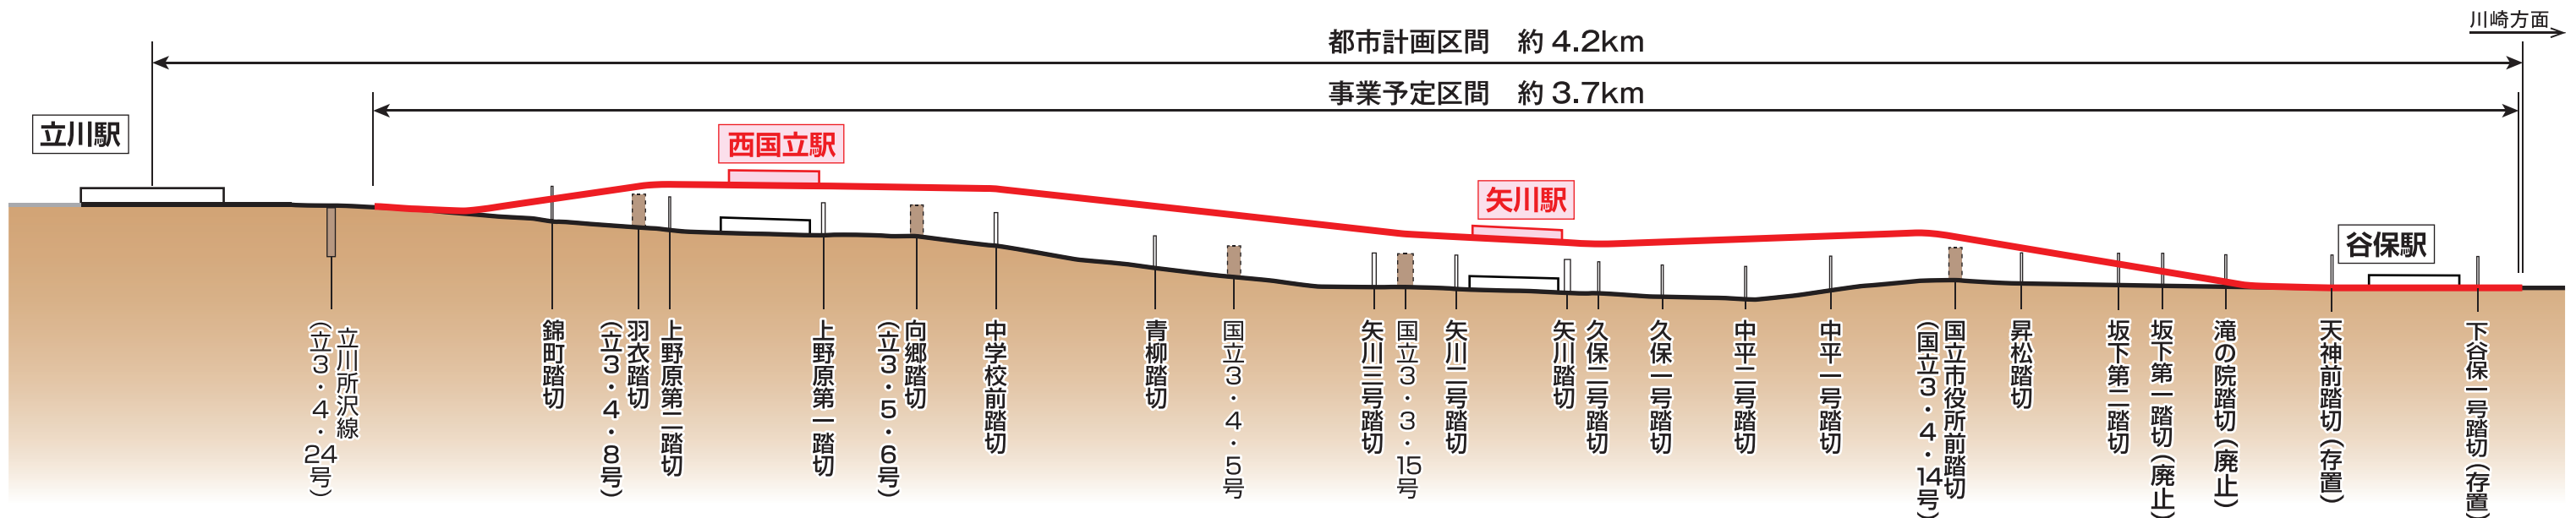 川崎方面
都市計画区間　約 4.2km
事業予定区間　約 3.7km
立川駅
西国立駅
矢川駅
谷保駅
立川所沢線
（立3・4・24号）
錦町踏切
羽衣踏切
（立3・4・8号）
上野原第二踏切
上野原第一踏切
向郷踏切
（立3・5・6号）
中学校前踏切
青柳踏切
国立3・4・5号
矢川三号踏切
国立3・3・15号
矢川二号踏切
矢川踏切
久保二号踏切
久保一号踏切
中平二号踏切
中平一号踏切
国立市役所前踏切
（国立3・4・14号）
昇松踏切
坂下第二踏切
坂下第一踏切（廃止）
滝の院踏切（廃止）
天神前踏切（存置）
下谷保一号踏切（存置）